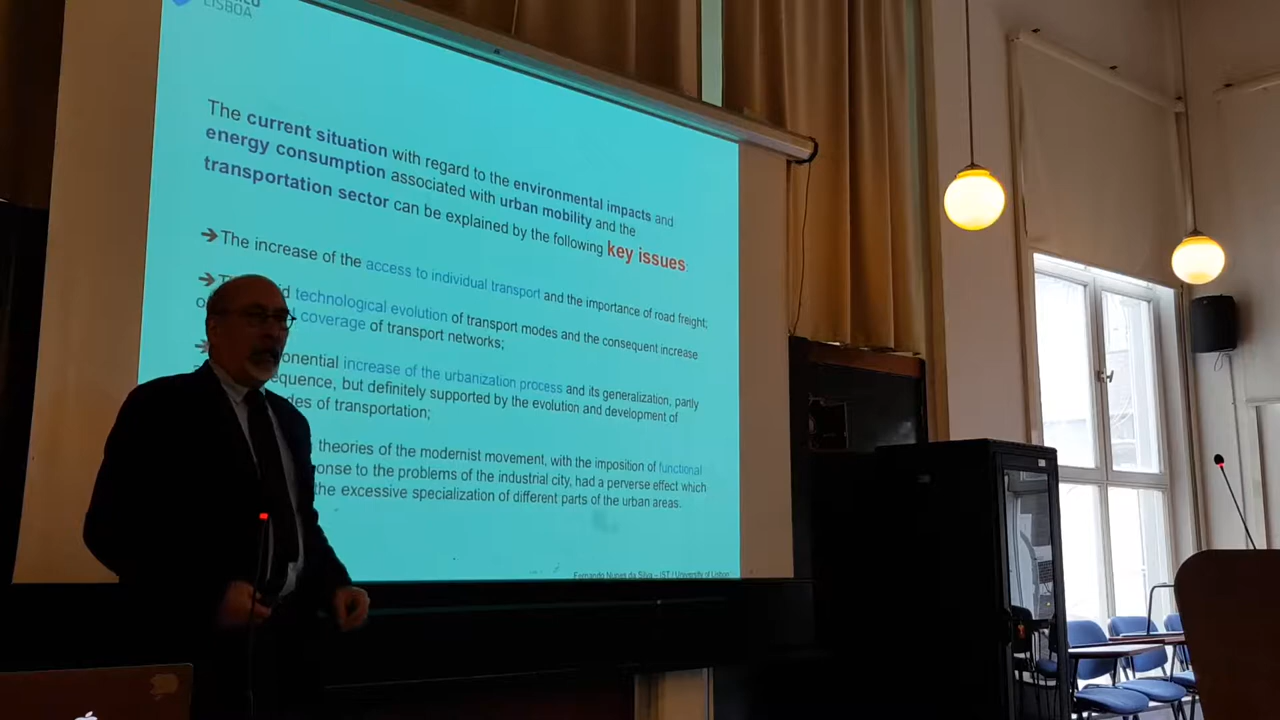 LISBOA
The current situation with regard to the environmental impacts and
energy consumption associated with urban mobility and the
transportation sector can be explained by the following key issues:
➔ The increase of the access to individual transport and the importance of road freight;
➔ technological evolution of transport modes and the consequent increase
coverage of transport networks;
increase of the urbanization process and its generalization, partly
but definitely supported by the evolution and development of
of transportation;
theories of the modernist movement, with the imposition of functional
to the problems of the industrial city, had a perverse effect which
the excessive specialization of different parts of the urban areas.
Fernando Nunes da Silva – IST / University of Lisbon